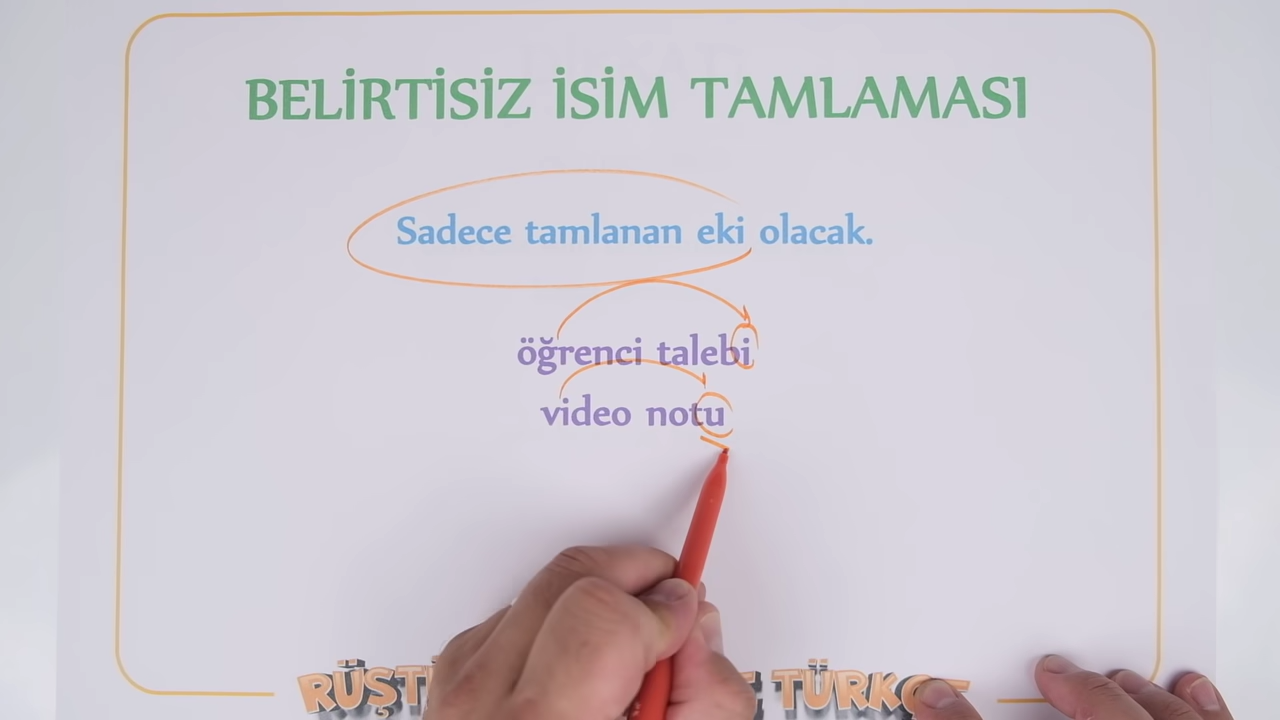 BELİRTİSİZ İSİM TAMLAMASI
Sadece tamlanan eki olacak.
öğrenci talebi
video notu